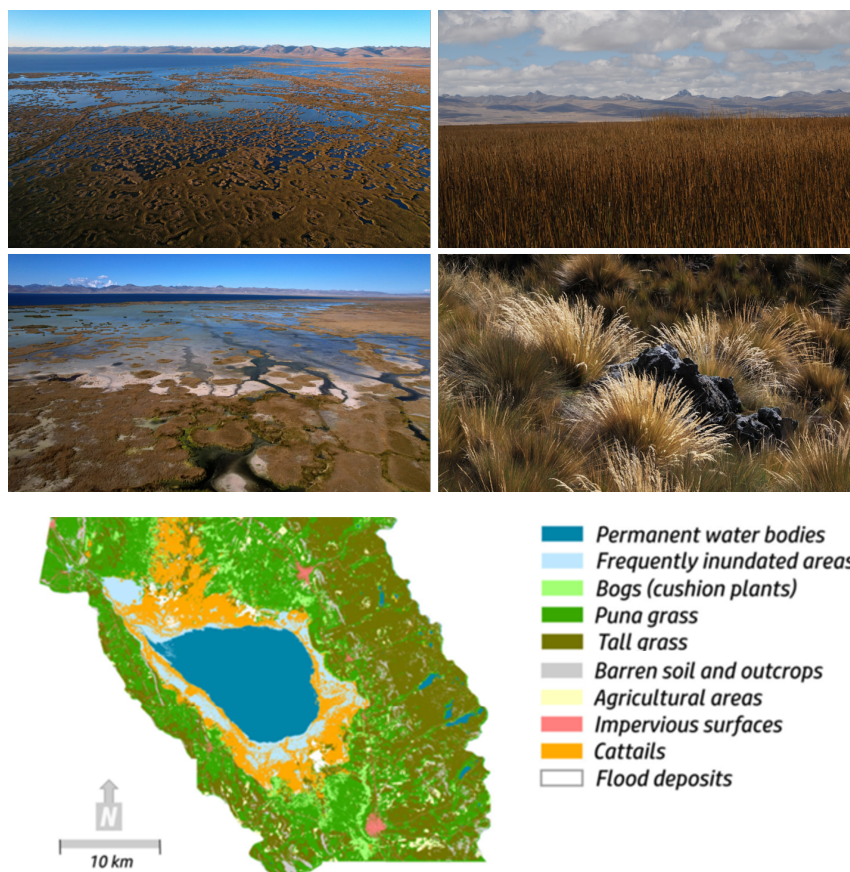 Permanent water bodies
Frequently inundated areas
Bogs (cushion plants)
Puna grass
Tall grass
Barren soil and outcrops
Agricultural areas
Impervious surfaces
Cattails
Flood deposits
N
10 km